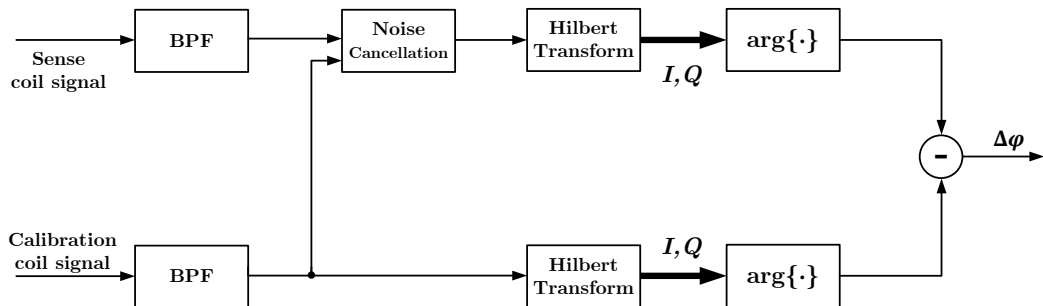 Sense
coil signal
BPF
Noise
Cancellation
Hilbert
Transform
I, Q
arg{·}
-
Δφ
Calibration
coil signal
BPF
Hilbert
Transform
I, Q
arg{·}